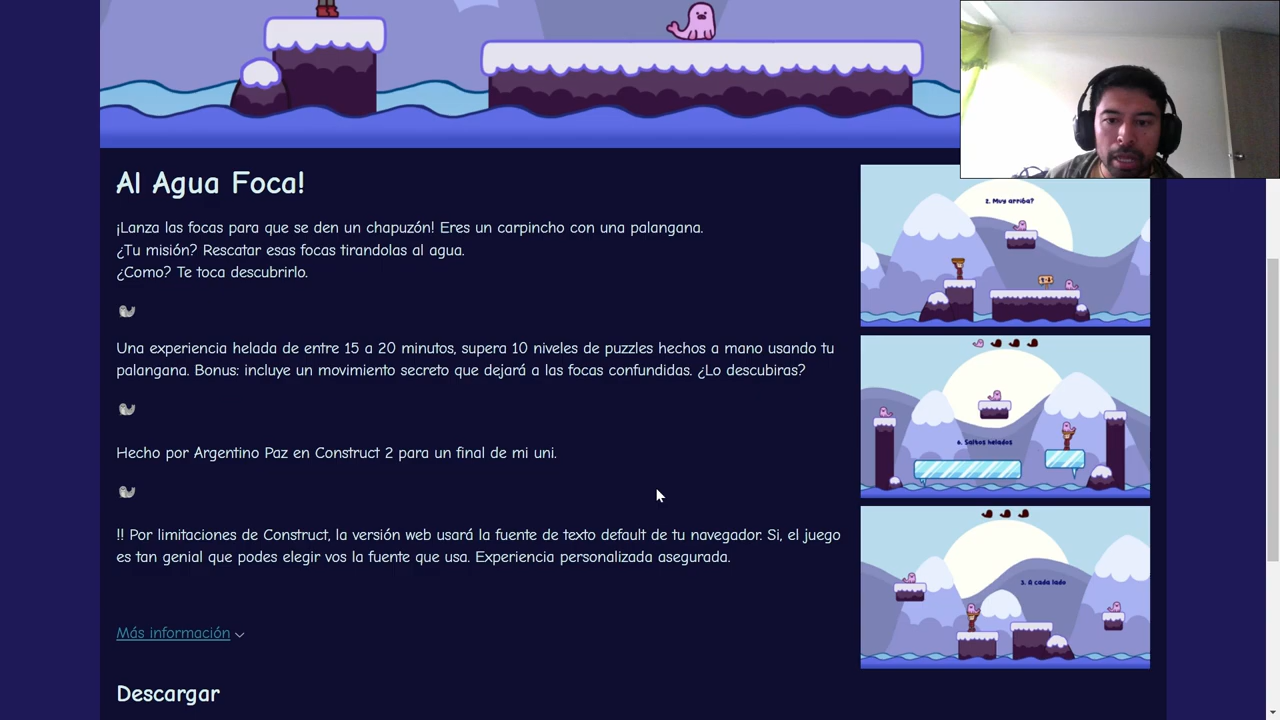 Al Agua Foca!
¡Lanza las focas para que se den un chapuzón! Eres un carpincho con una palangana.
¿Tu misión? Rescatar esas focas tirandolas al agua.
¿Como? Te toca descubrirlo.
Una experiencia helada de entre 15 a 20 minutos, supera 10 niveles de puzzles hechos a mano usando tu
palangana. Bonus: incluye un movimiento secreto que dejará a las focas confundidas. ¿Lo descubiras?
Hecho por Argentino Paz en Construct 2 para un final de mi uni.
!! Por limitaciones de Construct, la versión web usará la fuente de texto default de tu navegador. Si, el juego
es tan genial que podes elegir vos la fuente que usa. Experiencia personalizada asegurada.
Más información
Descargar
2. Muy arriba?
6. Saltos helados
3. A cada lado